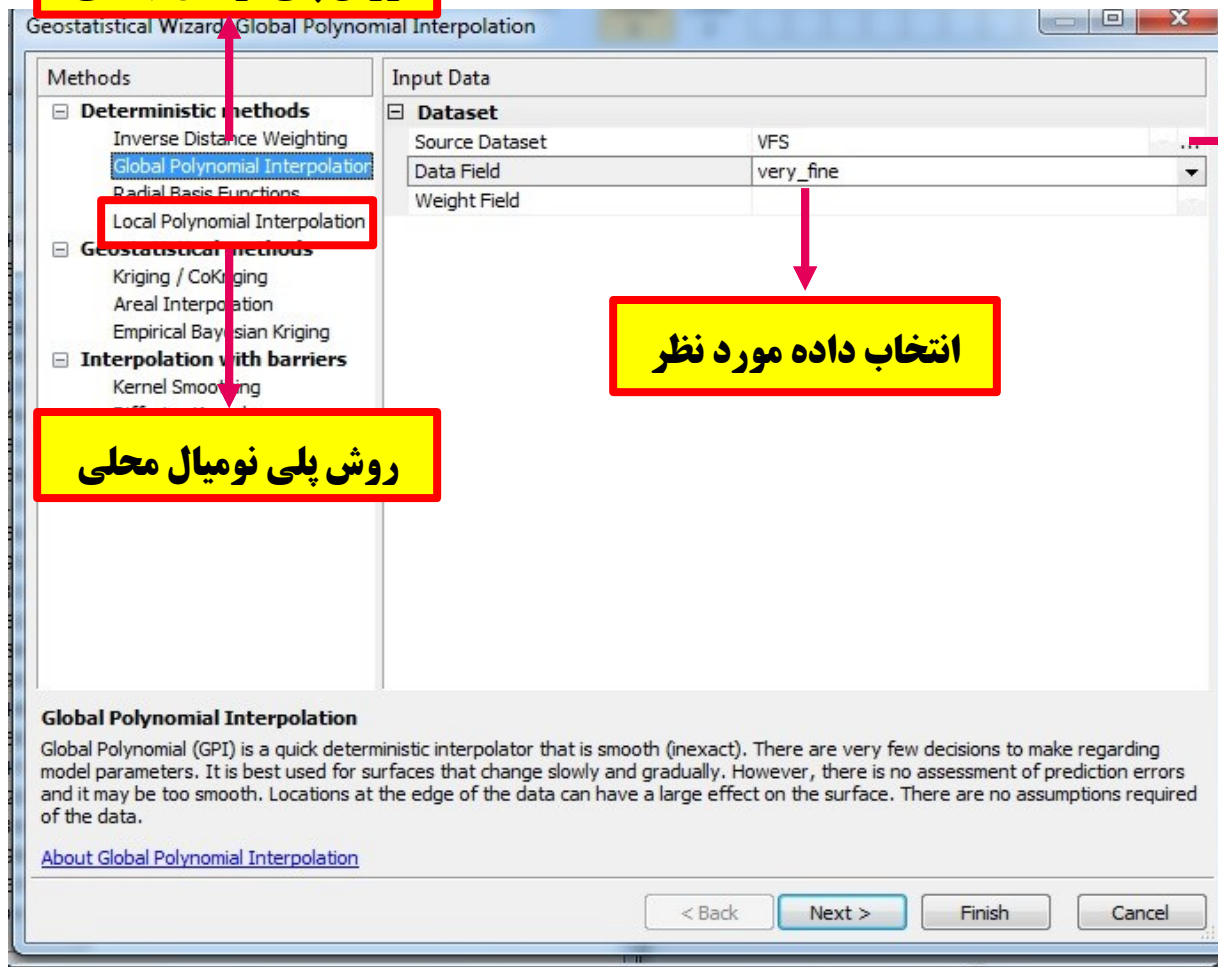 Geostatistical Wizard: Global Polynomial Interpolation
Methods
Deterministic methods
Inverse Distance Weighting
Global Polynomial Interpolation
Radial Basis Functions
Local Polynomial Interpolation
Geostatistical methods
Kriging / CoKriging
Areal Interpolation
Empirical Bayesian Kriging
Interpolation with barriers
Kernel Smoothing
روش پلی نومیال محلی
Input Data
Dataset
Source Dataset VFS ...
Data Field very_fine
Weight Field
انتخاب داده مورد نظر
Global Polynomial Interpolation
Global Polynomial (GPI) is a quick deterministic interpolator that is smooth (inexact). There are very few decisions to make regarding
model parameters. It is best used for surfaces that change slowly and gradually. However, there is no assessment of prediction errors
and it may be too smooth. Locations at the edge of the data can have a large effect on the surface. There are no assumptions required
of the data.
About Global Polynomial Interpolation
< Back Next > Finish Cancel